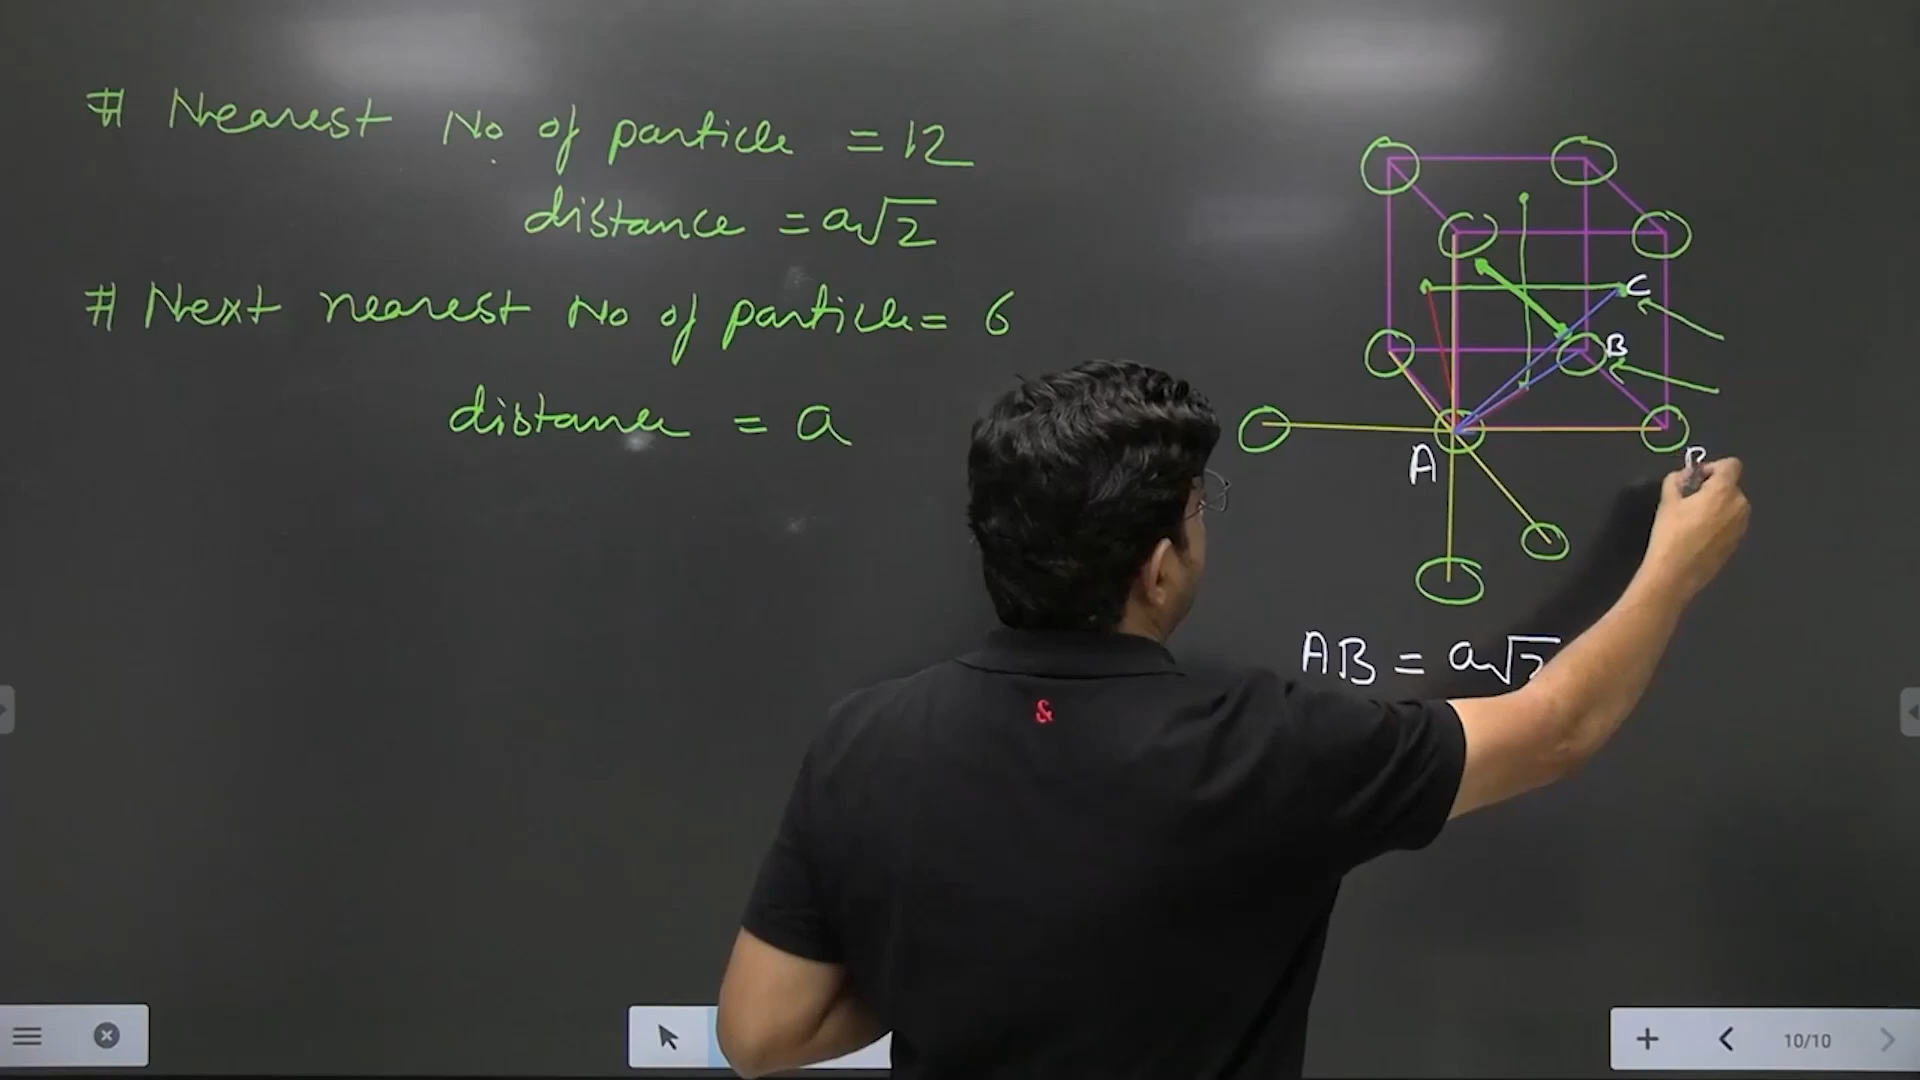 # Nearest No of particle = 12
distance = a√2
# Next nearest No of particle = 6
distance = a
C
B
A
AB = a√2
&
10/10